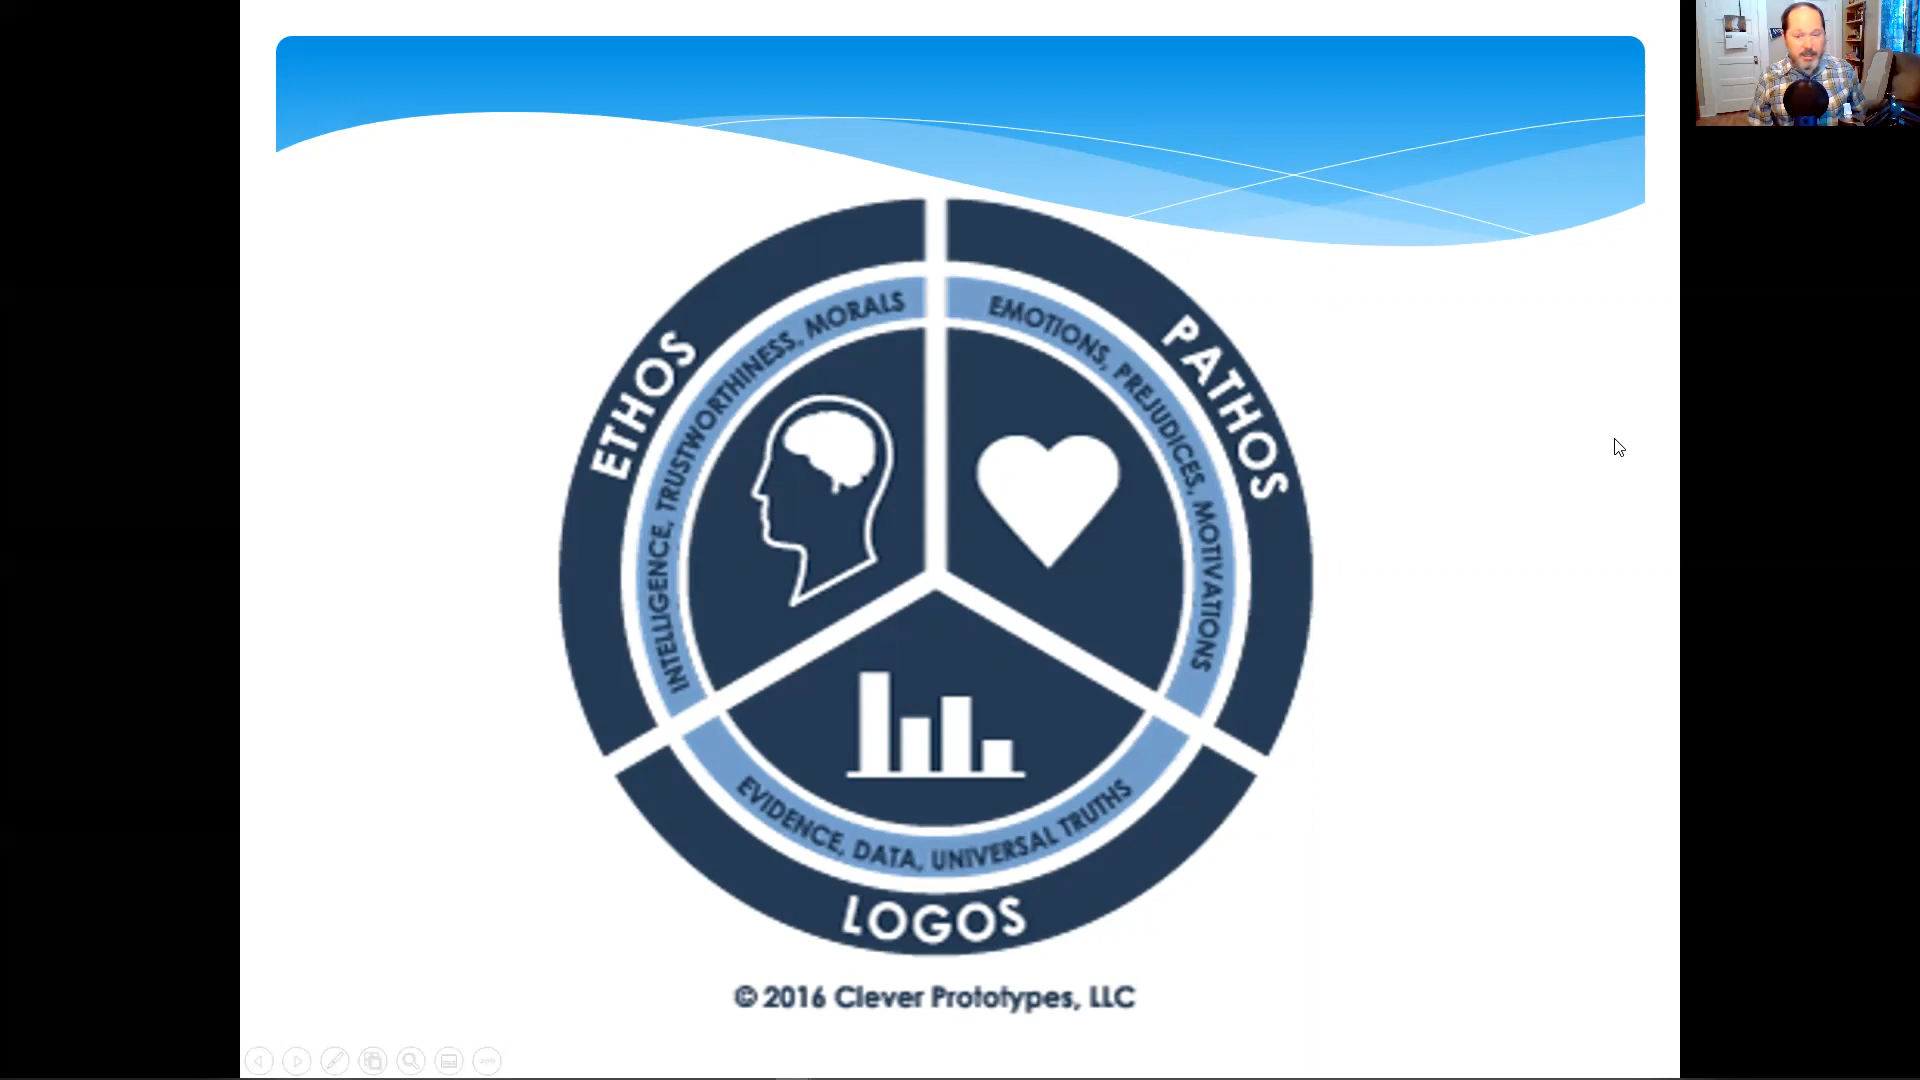 ETHOS
INTELLIGENCE, TRUSTWORTHINESS, MORALS
PATHOS
EMOTIONS, PREJUDICES, MOTIVATIONS
EVIDENCE, DATA, UNIVERSAL TRUTHS
LOGOS
© 2016 Clever Prototypes, LLC